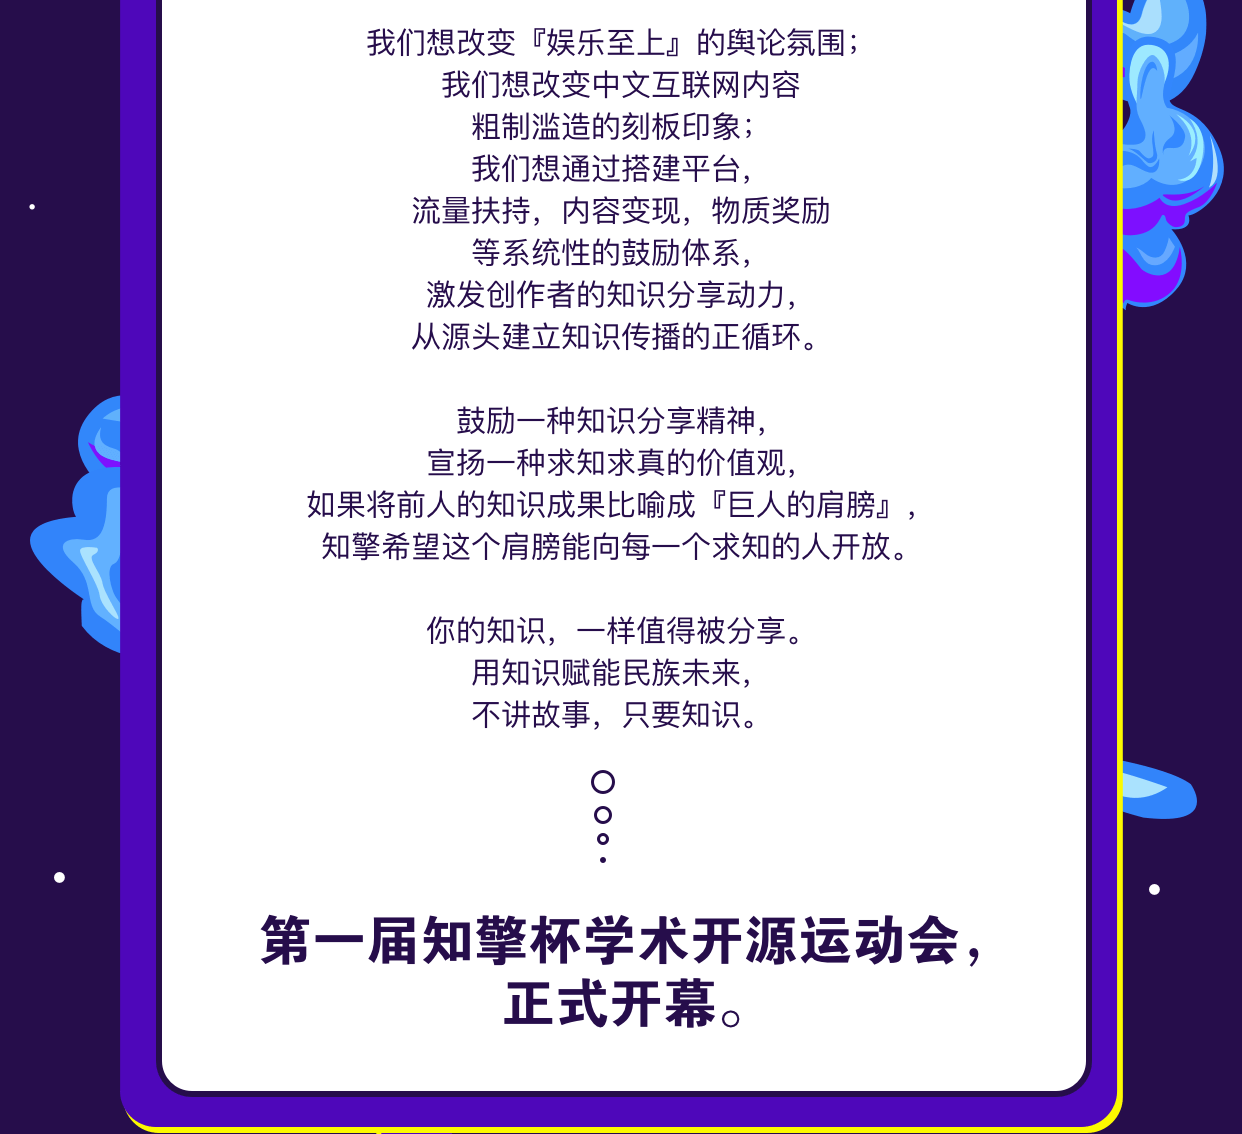 我们想改变『娱乐至上』的舆论氛围；
我们想改变中文互联网内容
粗制滥造的刻板印象；
我们想通过搭建平台，
流量扶持，内容变现，物质奖励
等系统性的鼓励体系，
激发创作者的知识分享动力，
从源头建立知识传播的正循环。
鼓励一种知识分享精神，
宣扬一种求知求真的价值观，
如果将前人的知识成果比喻成『巨人的肩膀』，
知擎希望这个肩膀能向每一个求知的人开放。
你的知识，一样值得被分享。
用知识赋能民族未来，
不讲故事，只要知识。
第一届知擎杯学术开源运动会，
正式开幕。